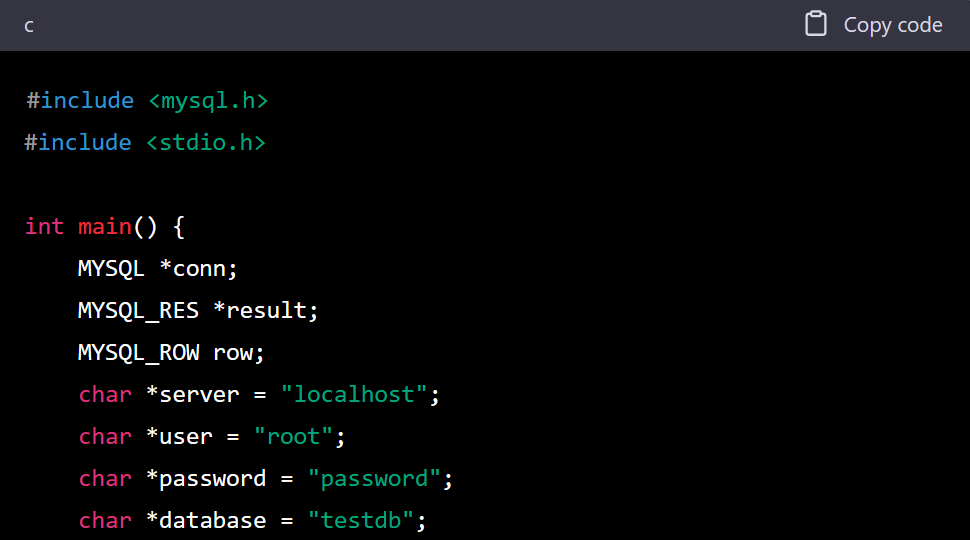 c
Copy code
#include <mysql.h>
#include <stdio.h>
int main() {
    MYSQL *conn;
    MYSQL_RES *result;
    MYSQL_ROW row;
    char *server = "localhost";
    char *user = "root";
    char *password = "password";
    char *database = "testdb";